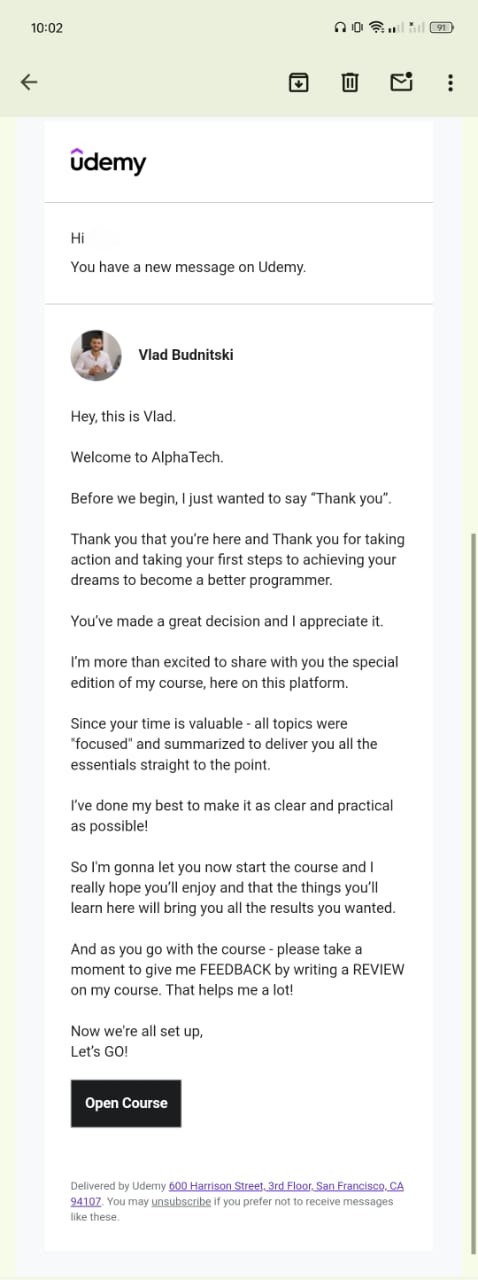 10:02
91
ûdemy
Hi
You have a new message on Udemy.
Vlad Budnitski
Hey, this is Vlad.
Welcome to AlphaTech.
Before we begin, I just wanted to say “Thank you”.
Thank you that you're here and Thank you for taking
action and taking your first steps to achieving your
dreams to become a better programmer.
You’ve made a great decision and I appreciate it.
I’m more than excited to share with you the special
edition of my course, here on this platform.
Since your time is valuable - all topics were
"focused" and summarized to deliver you all the
essentials straight to the point.
I’ve done my best to make it as clear and practical
as possible!
So I'm gonna let you now start the course and I
really hope you’ll enjoy and that the things you’ll
learn here will bring you all the results you wanted.
And as you go with the course - please take a
moment to give me FEEDBACK by writing a REVIEW
on my course. That helps me a lot!
Now we're all set up,
Let’s GO!
Open Course
Delivered by Udemy 600 Harrison Street, 3rd Floor, San Francisco, CA
94107. You may unsubscribe if you prefer not to receive messages
like these.